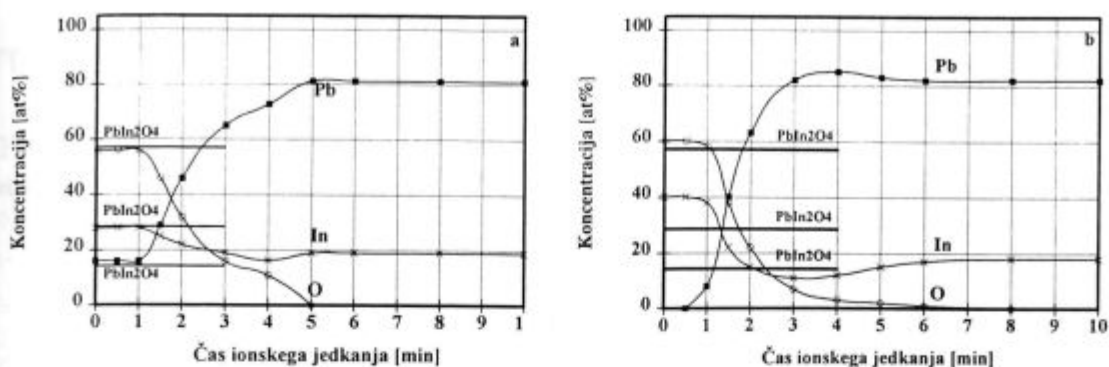 100
a
80
Pb
60
PbIn2O4
40
PbIn2O4
20
In
PbIn2O4
O
0
0 1 2 3 4 5 6 7 8 9 1
Koncentracija [at%]
Čas ionskega jedkanja [min]
100
b
Pb
80
60
PbIn2O4
40
PbIn2O4
20
In
PbIn2O4
O
0
0 1 2 3 4 5 6 7 8 9 10
Koncentracija [at%]
Čas ionskega jedkanja [min]